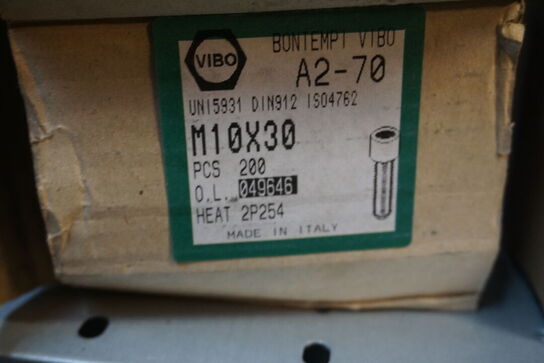 VIBO
BONTEMPI VIBO
A2-70
UNI5931 DIN912 ISO4762
M10X30
PCS 200
O.L. 049646
HEAT 2P254
MADE IN ITALY